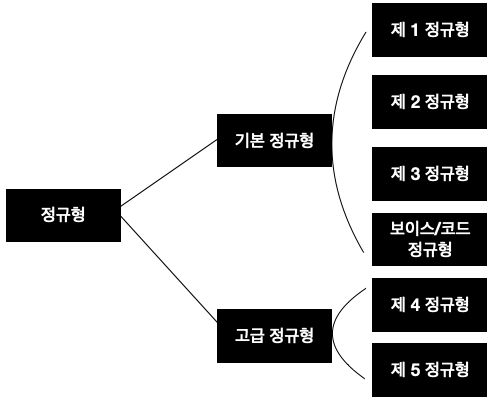 정규형
기본 정규형
고급 정규형
제 1 정규형
제 2 정규형
제 3 정규형
보이스/코드
정규형
제 4 정규형
제 5 정규형